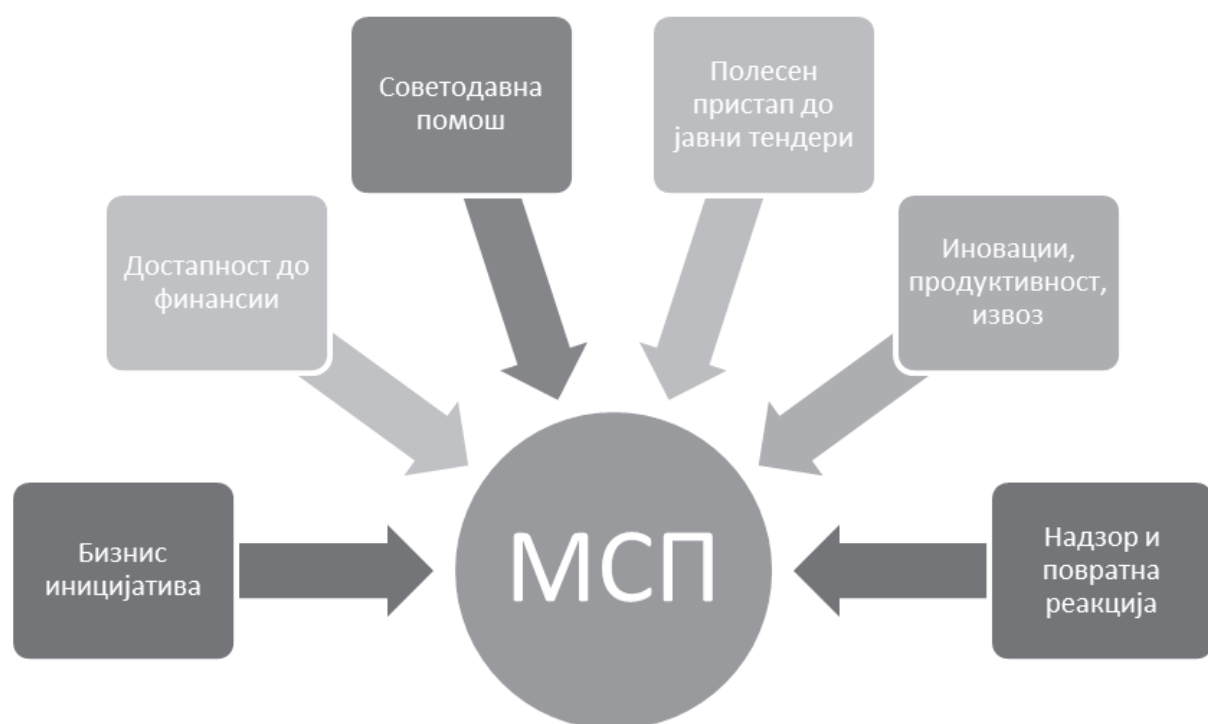 Советодавна
помош
Полесен
пристап до
јавни тендери
Достапност до
финансии
Иновации,
продуктивност,
извоз
Бизнис
иницијатива
МСП
Надзор и
повратна
реакција